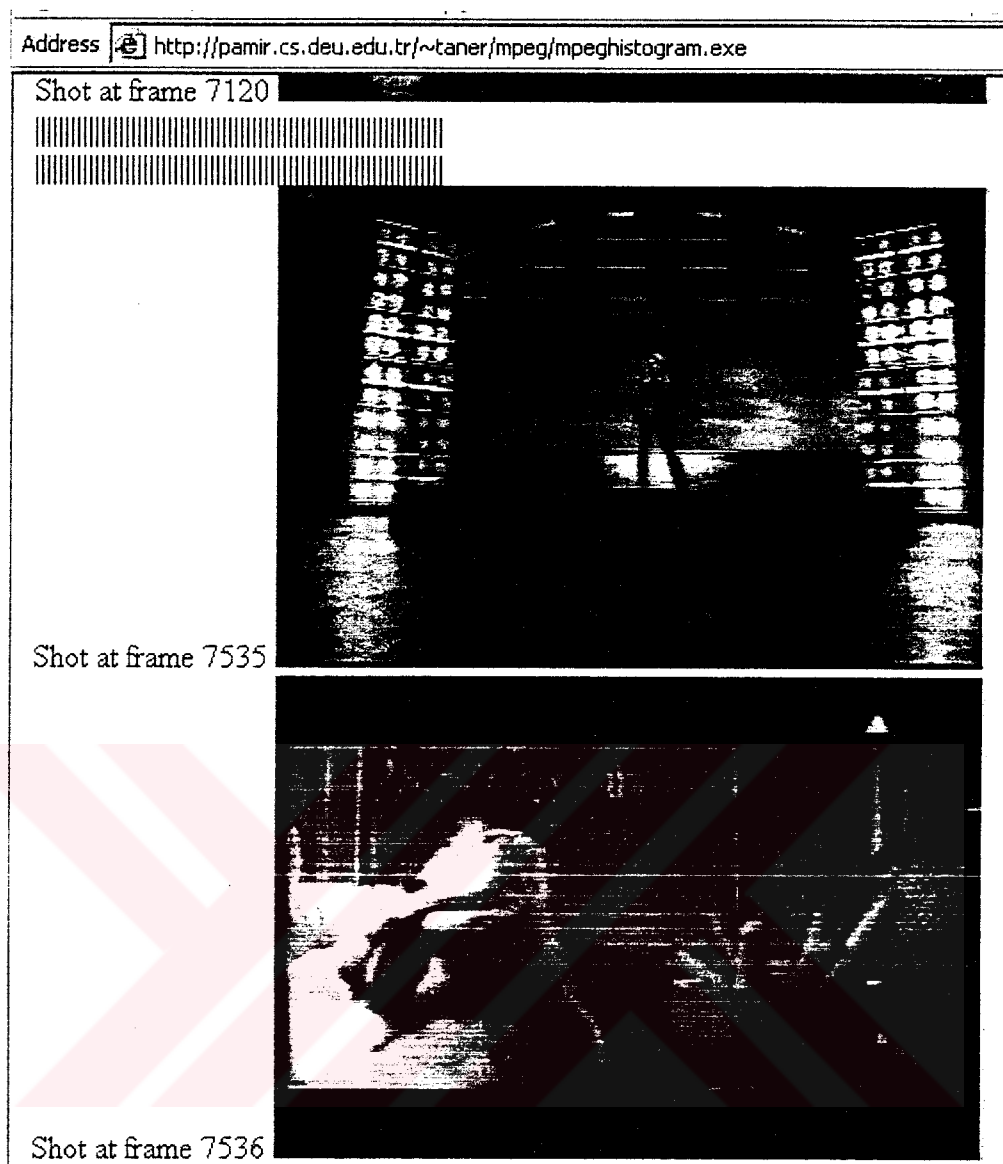 Address http://pamir.cs.deu.edu.tr/~taner/mpeg/mpeghistogram.exe
Shot at frame 7120
Shot at frame 7535
Shot at frame 7536